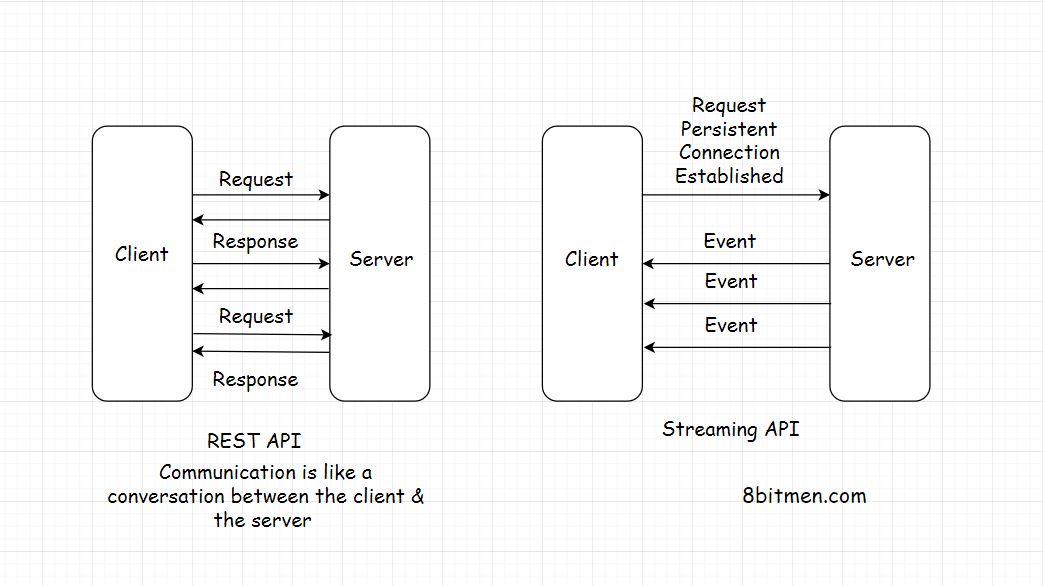 Request
Response
Request
Response
Client
Server
REST API
Communication is like a
conversation between the client &
the server
Request
Persistent
Connection
Established
Event
Event
Event
Client
Server
Streaming API
8bitmen.com